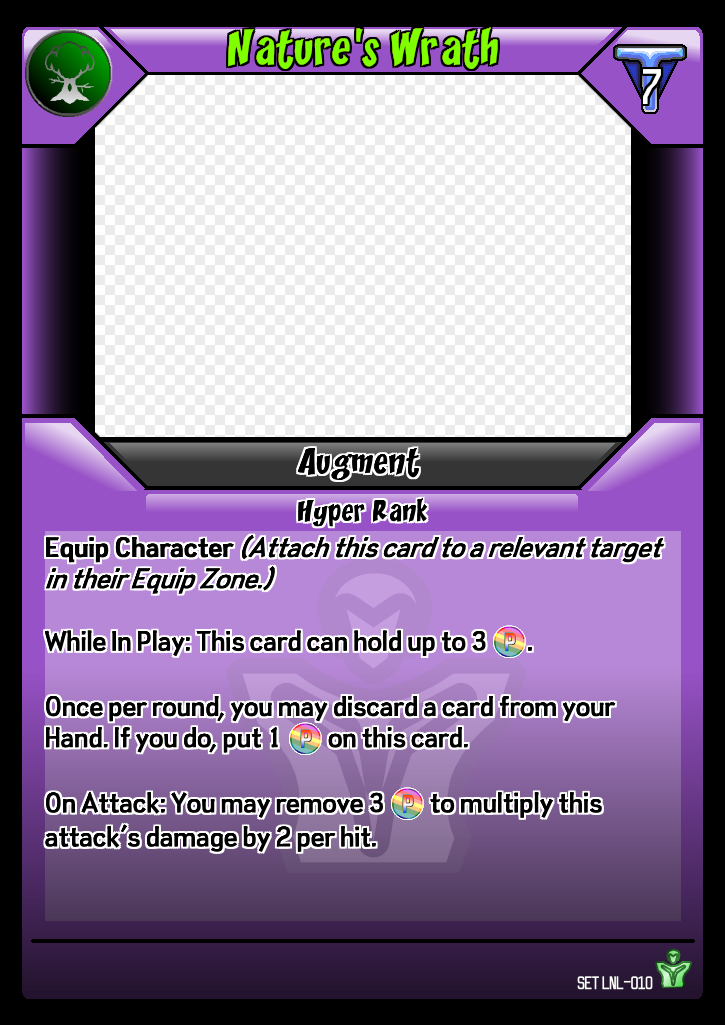 Nature's Wrath
7
Augment
Hyper Rank
Equip Character (Attach this card to a relevant target
in their Equip Zone.)
While In Play: This card can hold up to 3 P.
Once per round, you may discard a card from your
Hand. If you do, put 1 P on this card.
On Attack: You may remove 3 P to multiply this
attack's damage by 2 per hit.
SET LNL-010